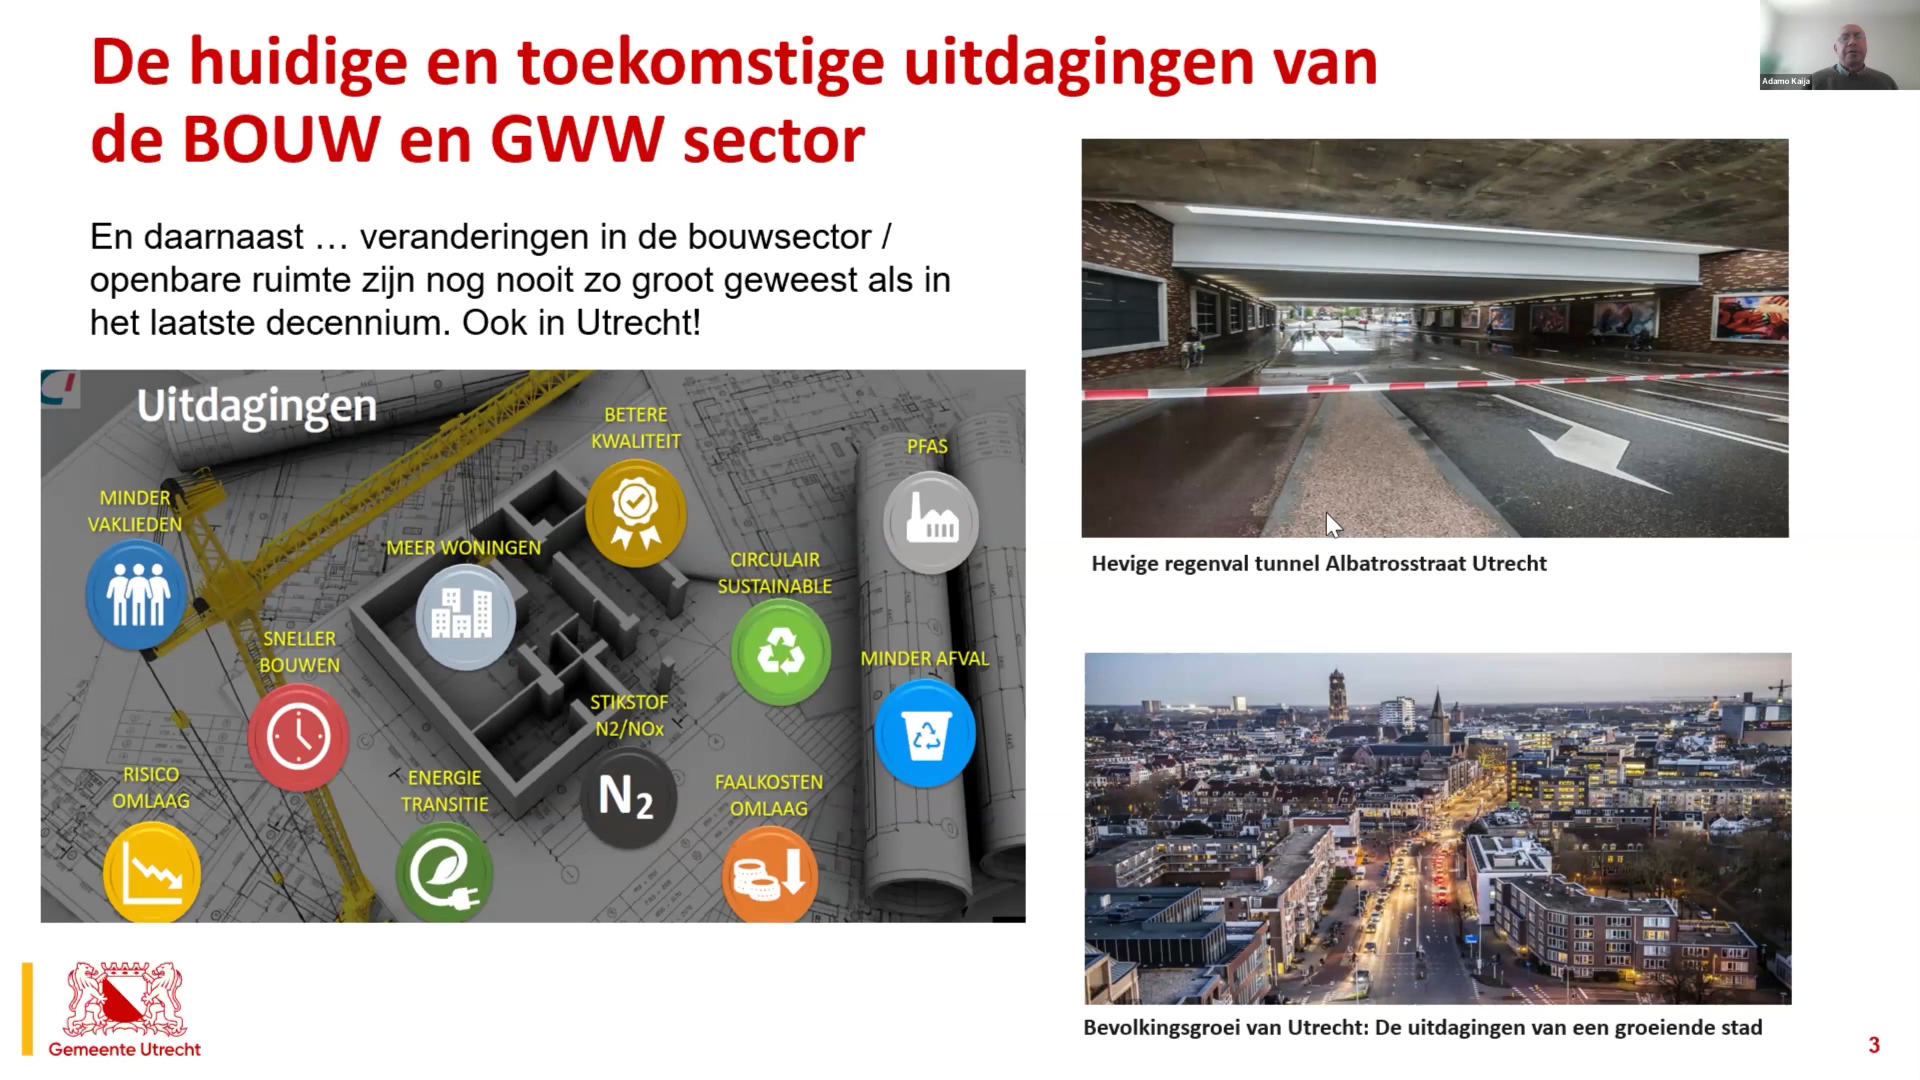 De huidige en toekomstige uitdagingen van
de BOUW en GWW sector
Adamo Kaija
En daarnaast … veranderingen in de bouwsector /
openbare ruimte zijn nog nooit zo groot geweest als in
het laatste decennium. Ook in Utrecht!
Uitdagingen
BETERE
KWALITEIT
PFAS
MINDER
VAKLIEDEN
MEER WONINGEN
CIRCULAIR
SUSTAINABLE
SNELLER
BOUWEN
MINDER AFVAL
STIKSTOF
N2/NOx
N2
RISICO
OMLAAG
ENERGIE
TRANSITIE
FAALKOSTEN
OMLAAG
Hevige regenval tunnel Albatrosstraat Utrecht
Bevolkingsgroei van Utrecht: De uitdagingen van een groeiende stad
Gemeente Utrecht
3